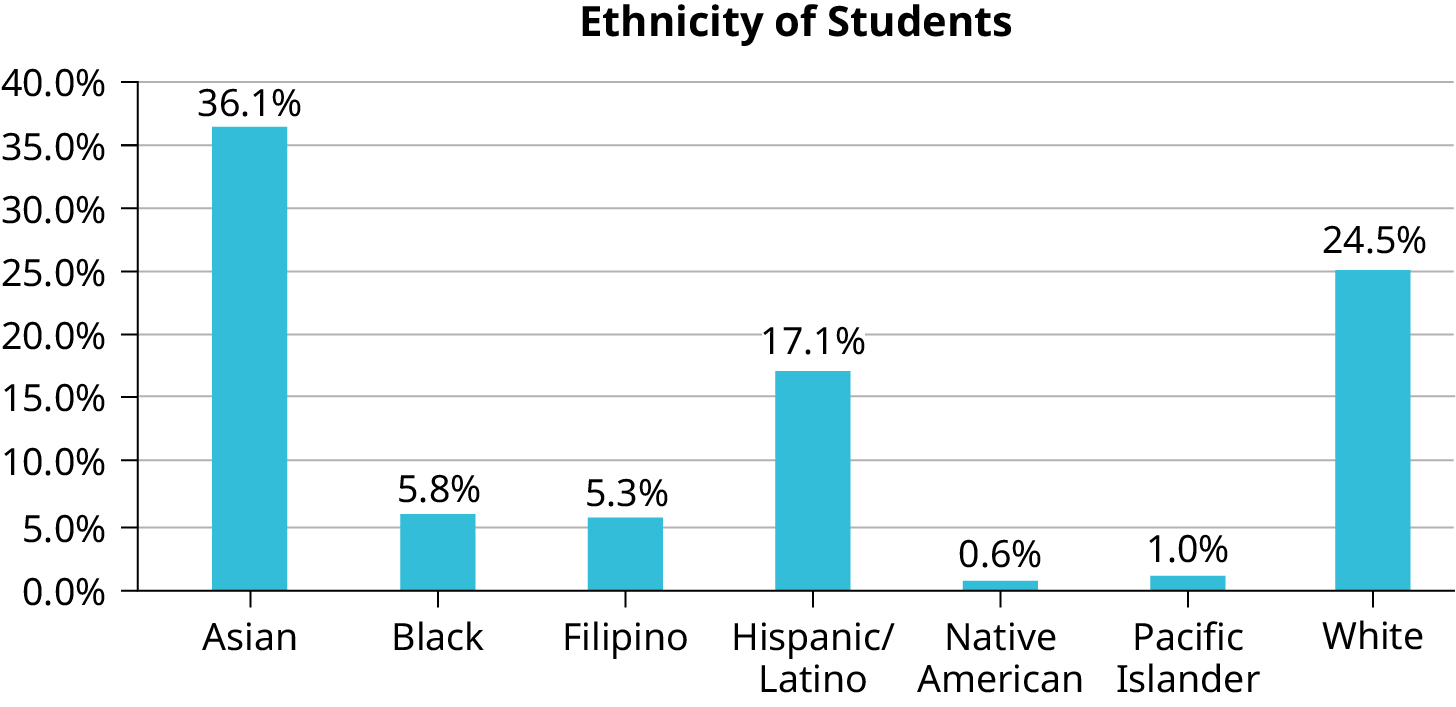 Ethnicity of Students
40.0%
35.0%
30.0%
25.0%
20.0%
15.0%
10.0%
5.0%
0.0%
36.1%
5.8%
5.3%
17.1%
0.6%
1.0%
24.5%
Asian
Black
Filipino
Hispanic/
Latino
Native
American
Pacific
Islander
White